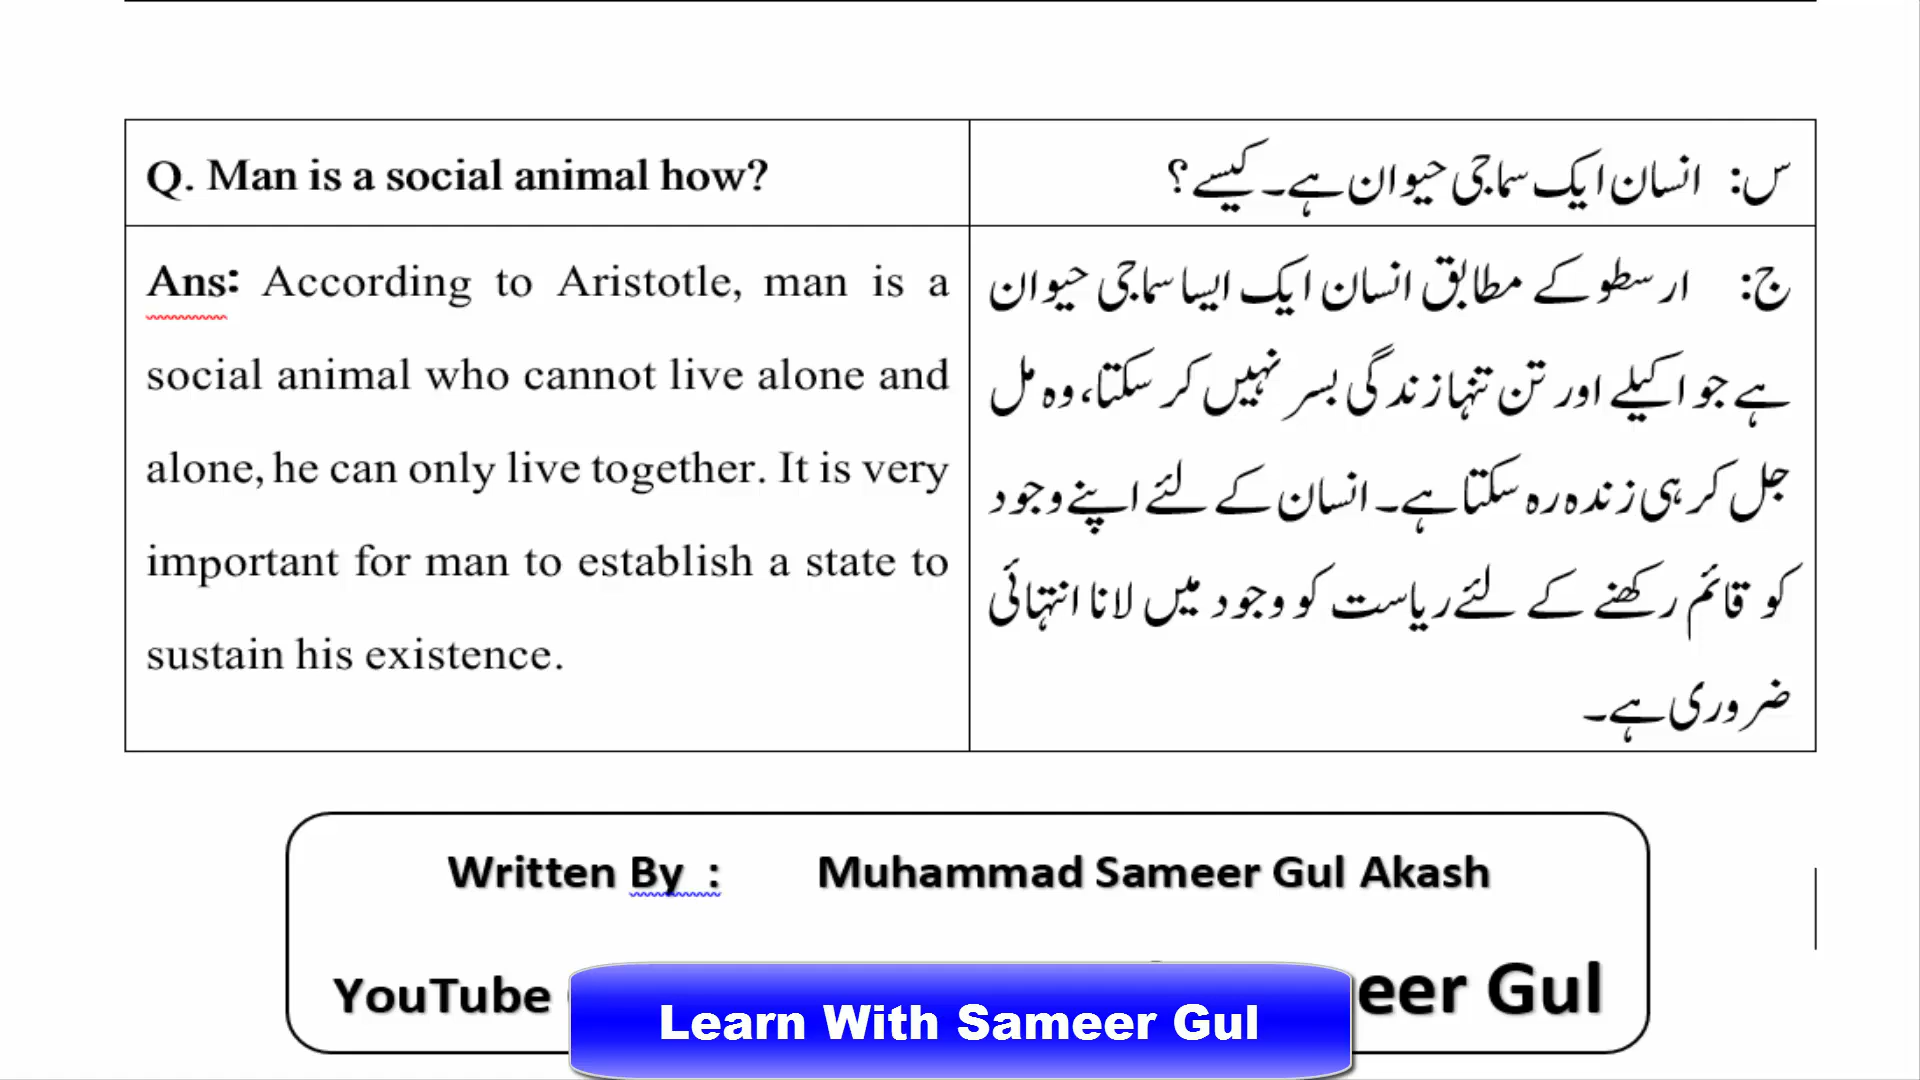 Q. Man is a social animal how?
س: انسان ایک سماجی حیوان ہے۔ کیسے؟
Ans: According to Aristotle, man is a
social animal who cannot live alone and
alone, he can only live together. It is very
important for man to establish a state to
sustain his existence.
ج: ارسطو کے مطابق انسان ایک ایسا سماجی حیوان
ہے جو اکیلے اور تن تنہا زندگی بسر نہیں کر سکتا، وہ مل
جل کر ہی زندہ رہ سکتا ہے۔ انسان کے لئے اپنے وجود
کو قائم رکھنے کے لئے ریاست کو وجود میں لانا انتہائی
ضروری ہے۔
Written By : Muhammad Sameer Gul Akash
YouTube eer Gul
Learn With Sameer Gul